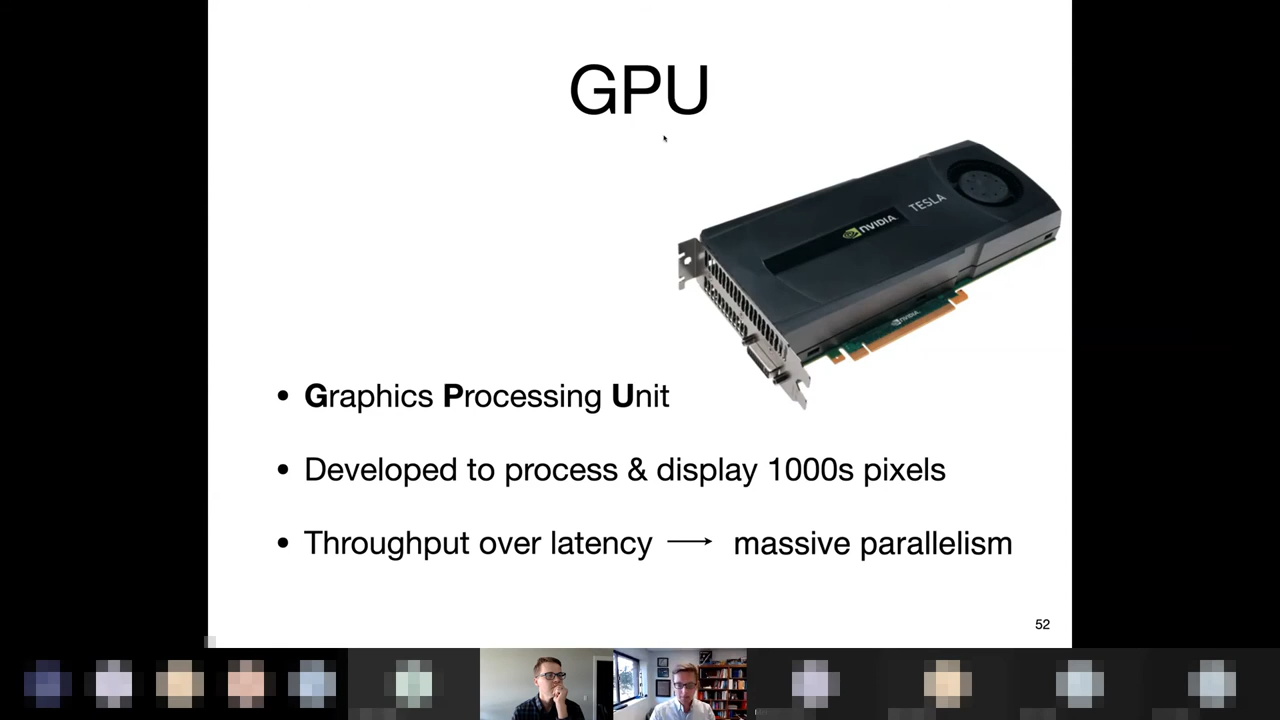 GPU
NVIDIA
TESLA
NVIDIA
• Graphics Processing Unit
• Developed to process & display 1000s pixels
• Throughput over latency → massive parallelism
52